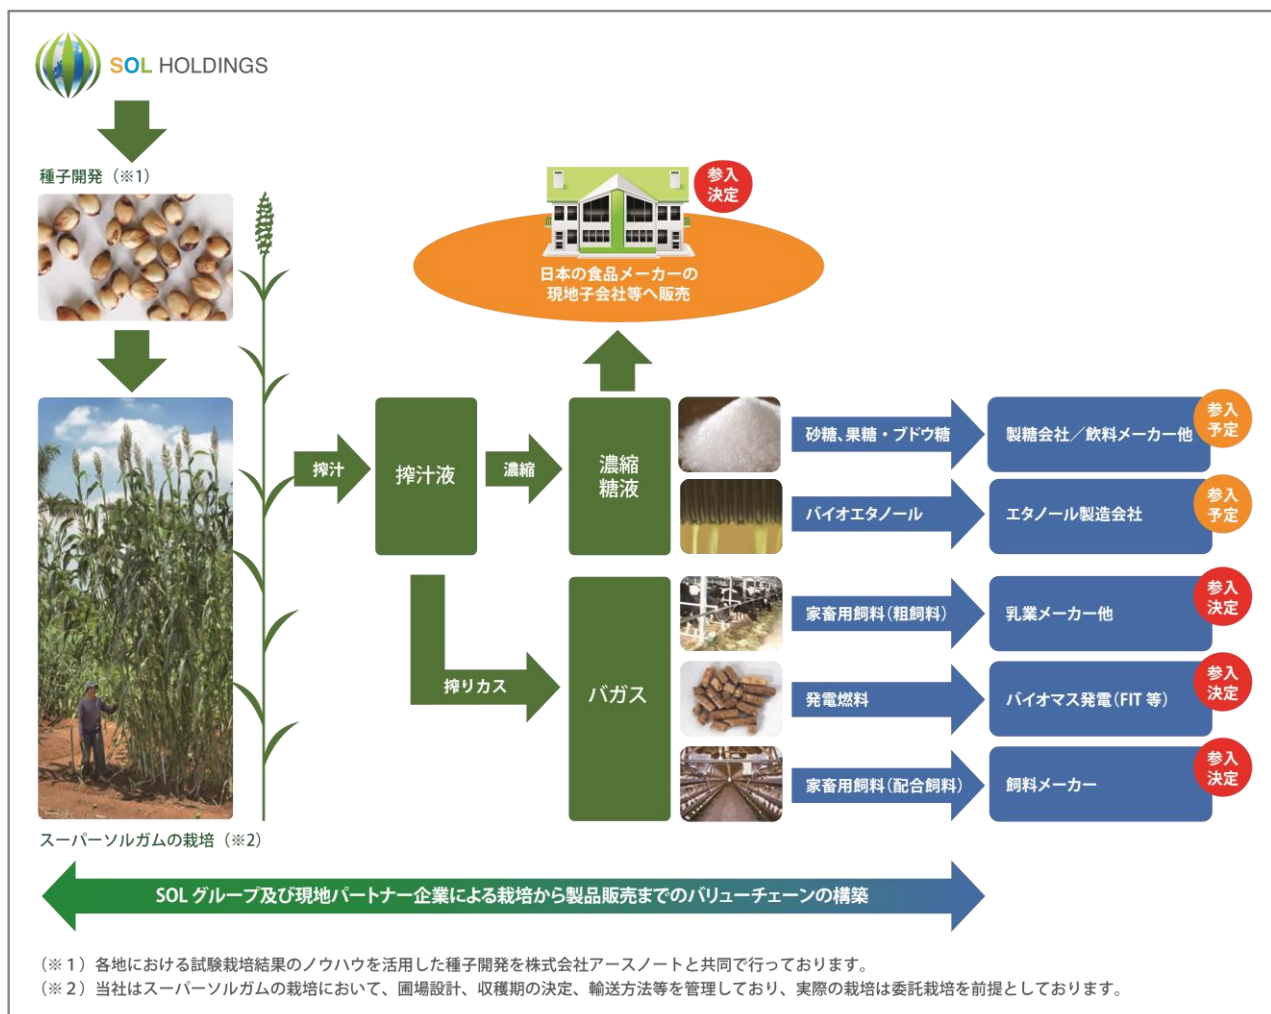 SOL HOLDINGS
種子開発（※1）
参入
決定
日本の食品メーカーの
現地子会社等へ販売
搾汁
搾汁液
濃縮
濃縮
糖液
砂糖、果糖・ブドウ糖
製糖会社／飲料メーカー他
参入
予定
バイオエタノール
エタノール製造会社
参入
予定
搾りカス
バガス
家畜用飼料（粗飼料）
乳業メーカー他
参入
決定
発電燃料
バイオマス発電（FIT 等）
参入
決定
家畜用飼料（配合飼料）
飼料メーカー
参入
決定
スーパーソルガムの栽培（※2）
SOL グループ及び現地パートナー企業による栽培から製品販売までのバリューチェーンの構築
（※１）各地における試験栽培結果のノウハウを活用した種子開発を株式会社アースノートと共同で行っております。
（※２）当社はスーパーソルガムの栽培において、圃場設計、収穫期の決定、輸送方法等を管理しており、実際の栽培は委託栽培を前提としております。